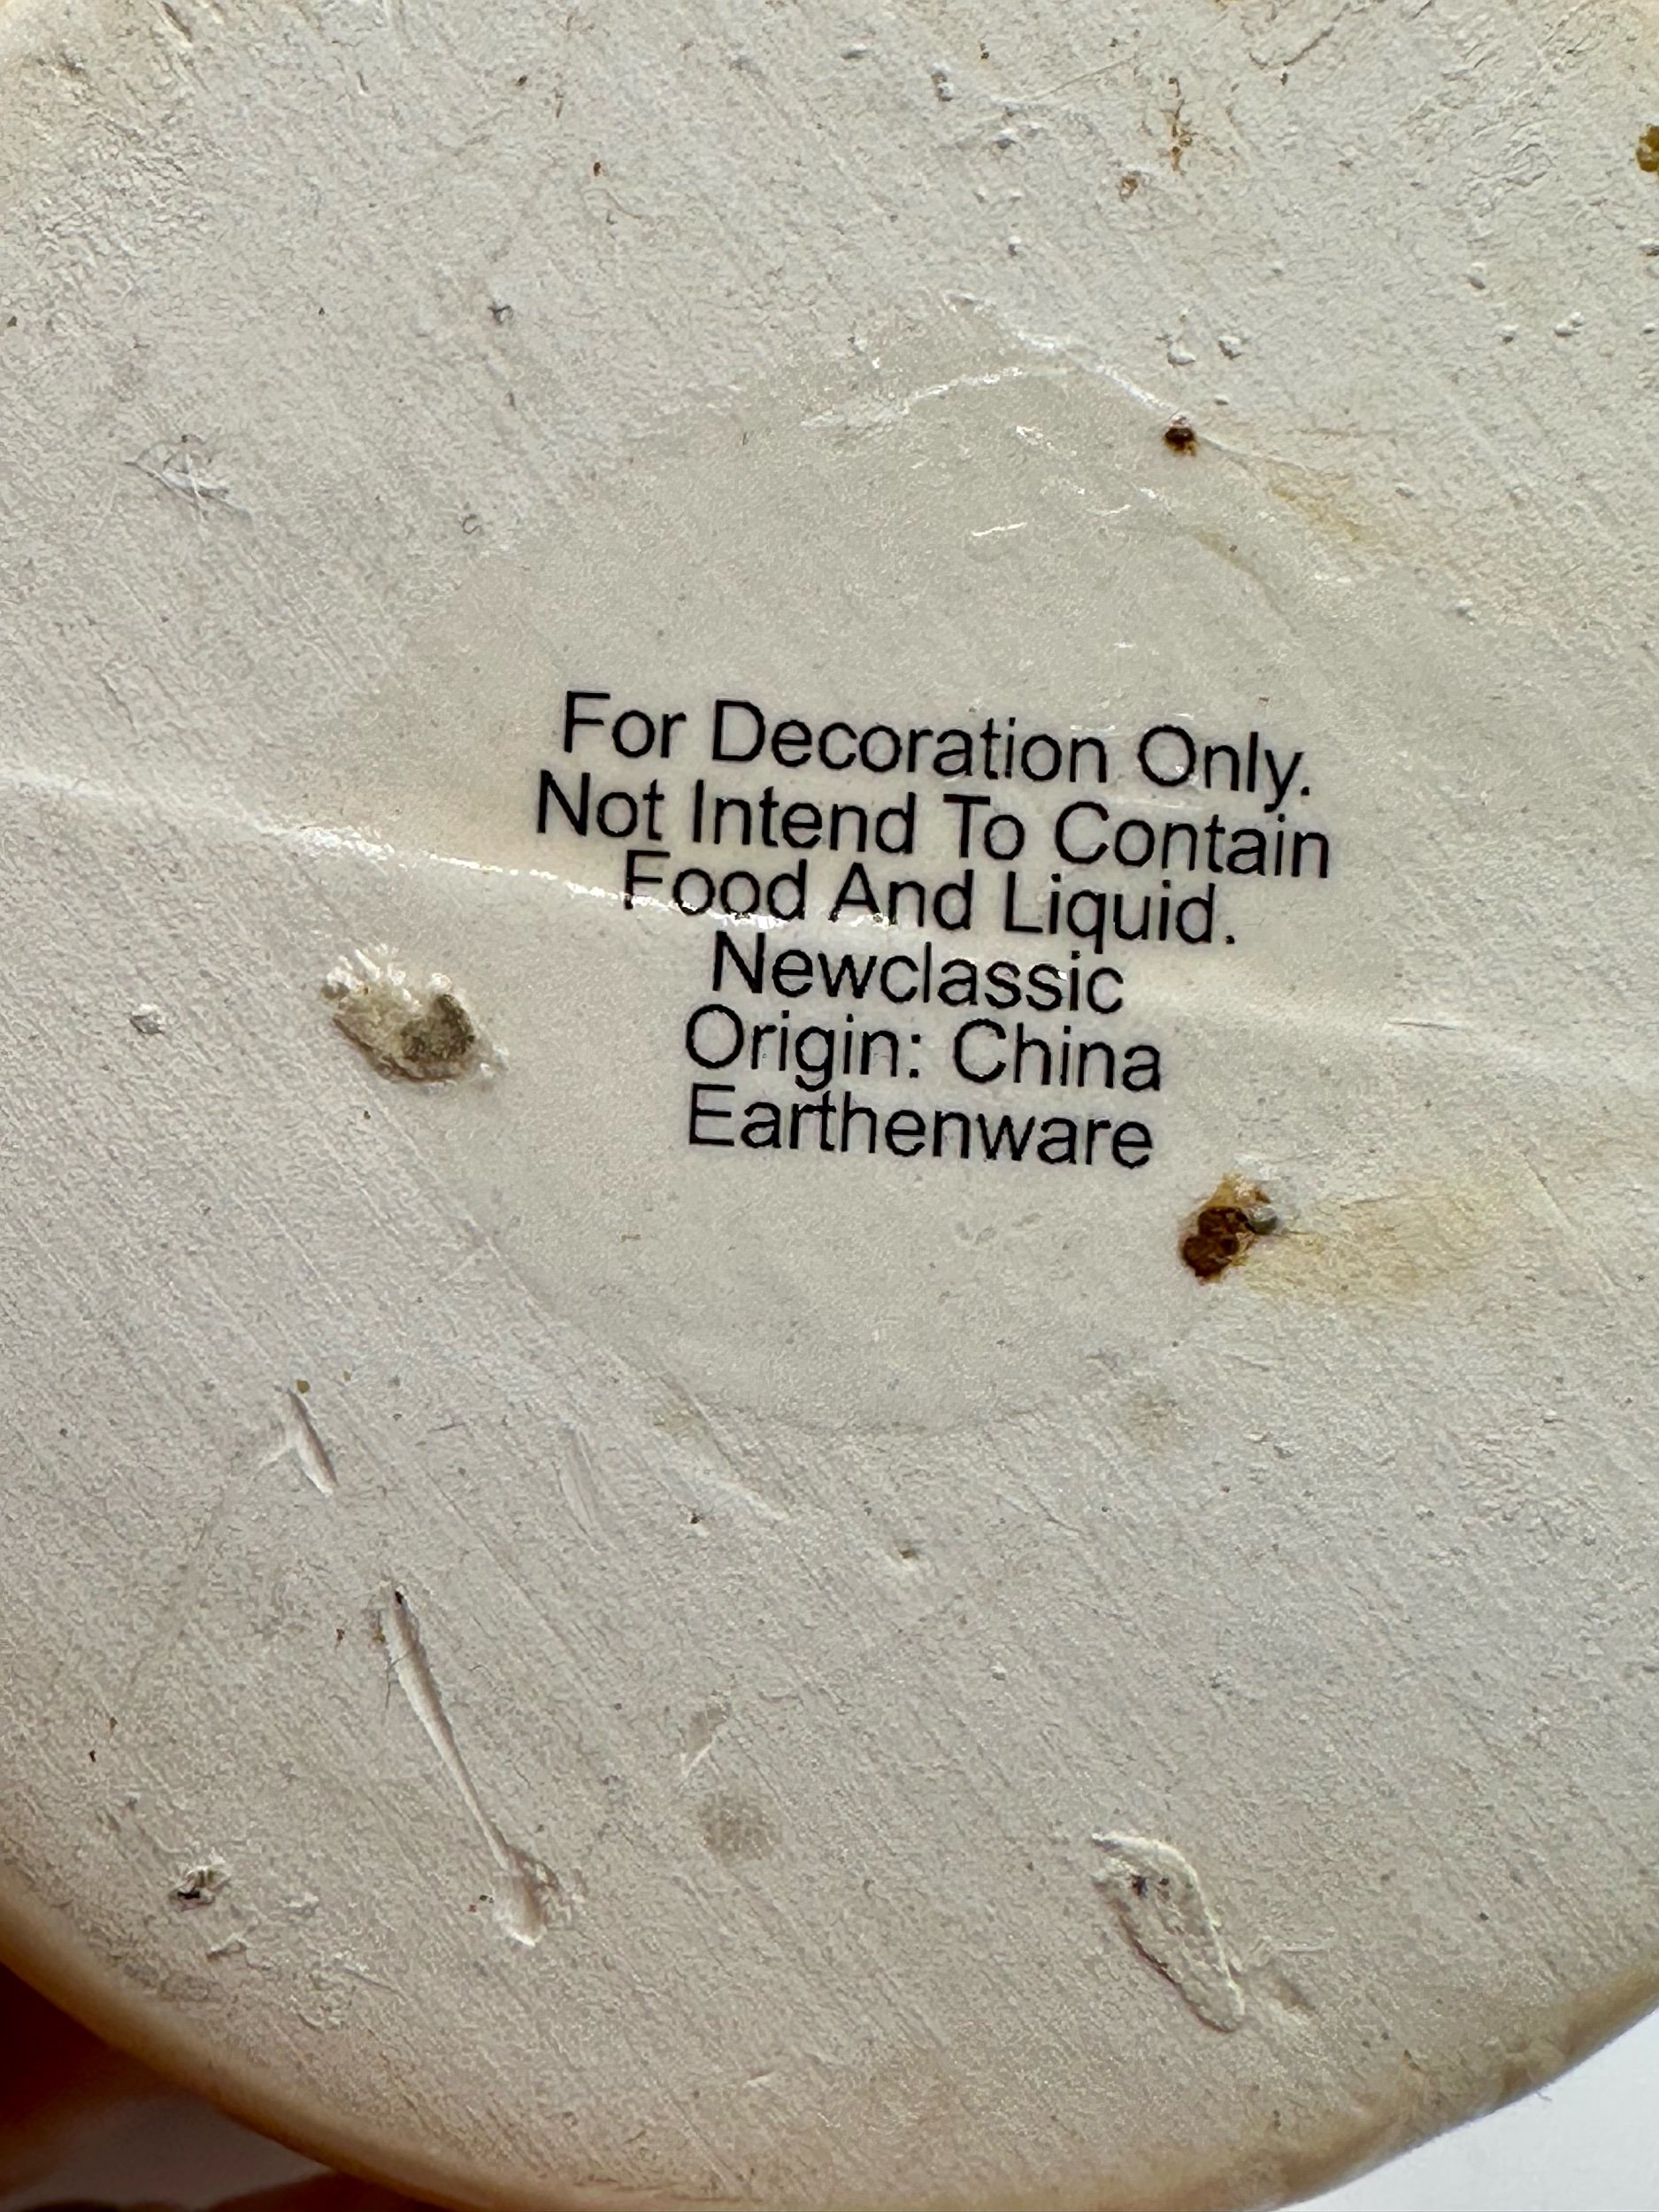 For Decoration Only.
Not Intend To Contain
Food And Liquid.
Newclassic
Origin: China
Earthenware